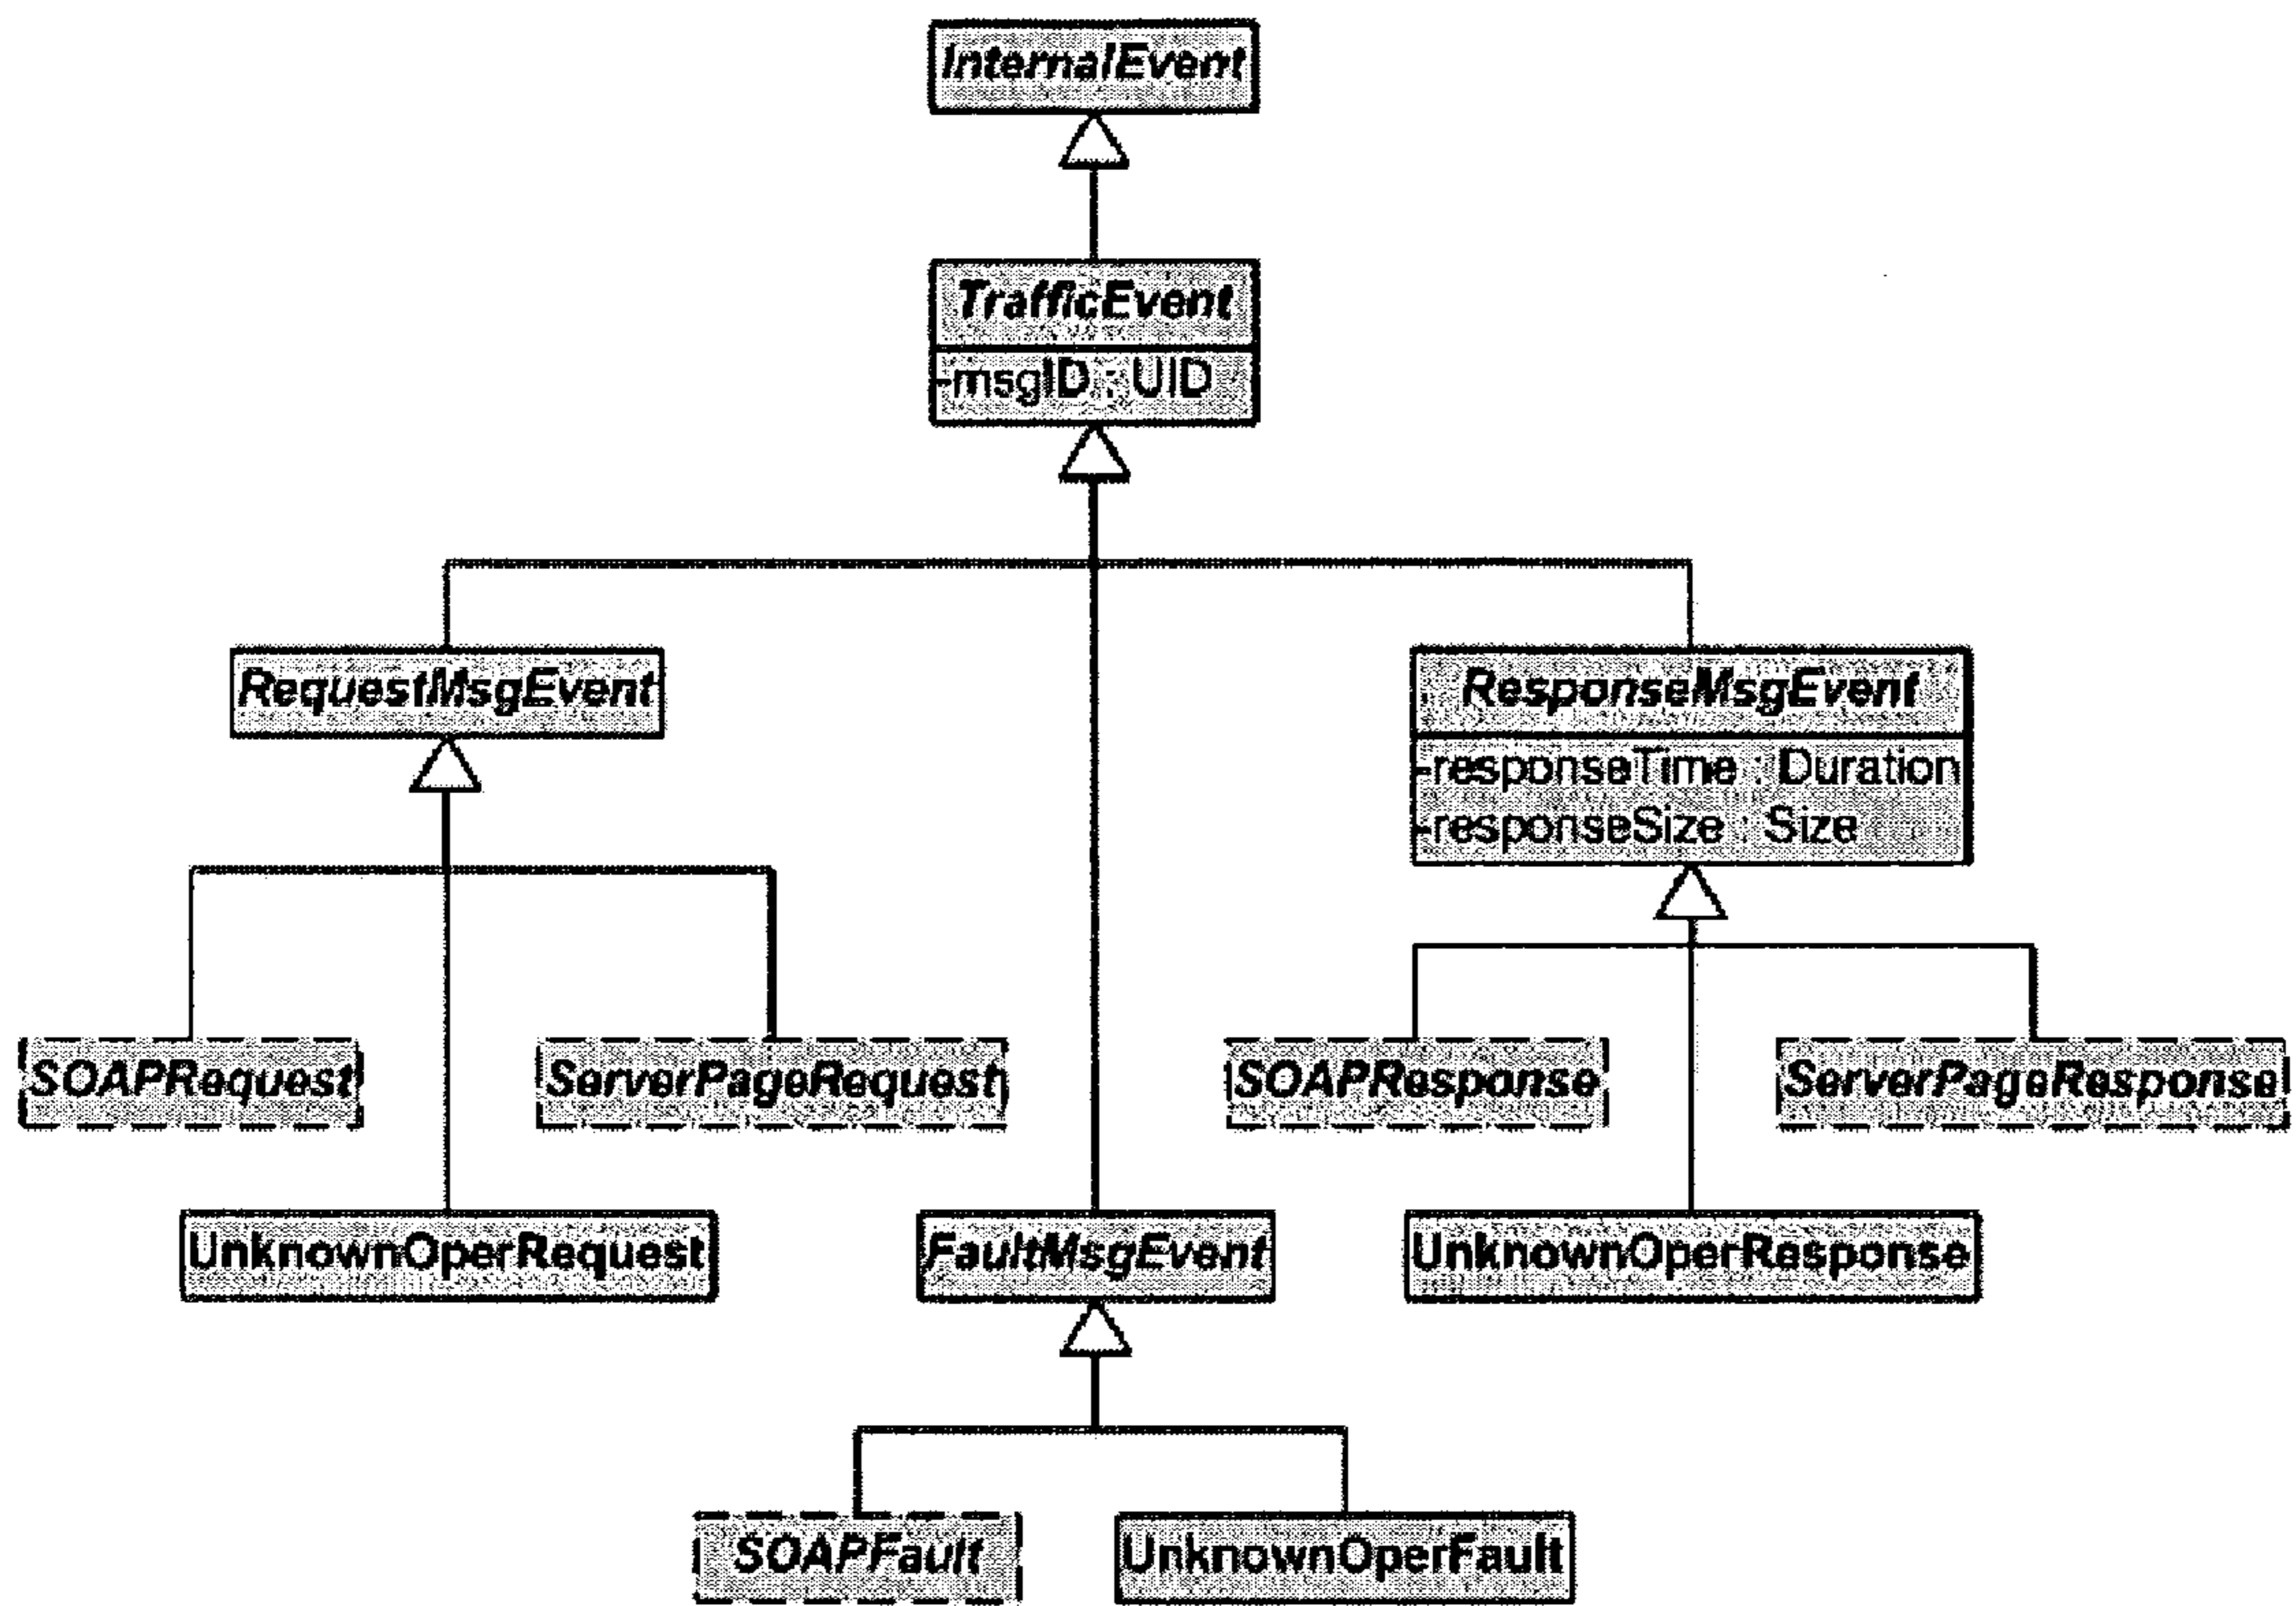 InternalEvent
TrafficEvent
-msgID : UID
RequestMsgEvent
ResponseMsgEvent
-responseTime : Duration
-responseSize : Size
SOAPRequest
ServerPageRequest
SOAPResponse
ServerPageResponse
UnknownOperRequest
FaultMsgEvent
UnknownOperResponse
SOAPFault
UnknownOperFault